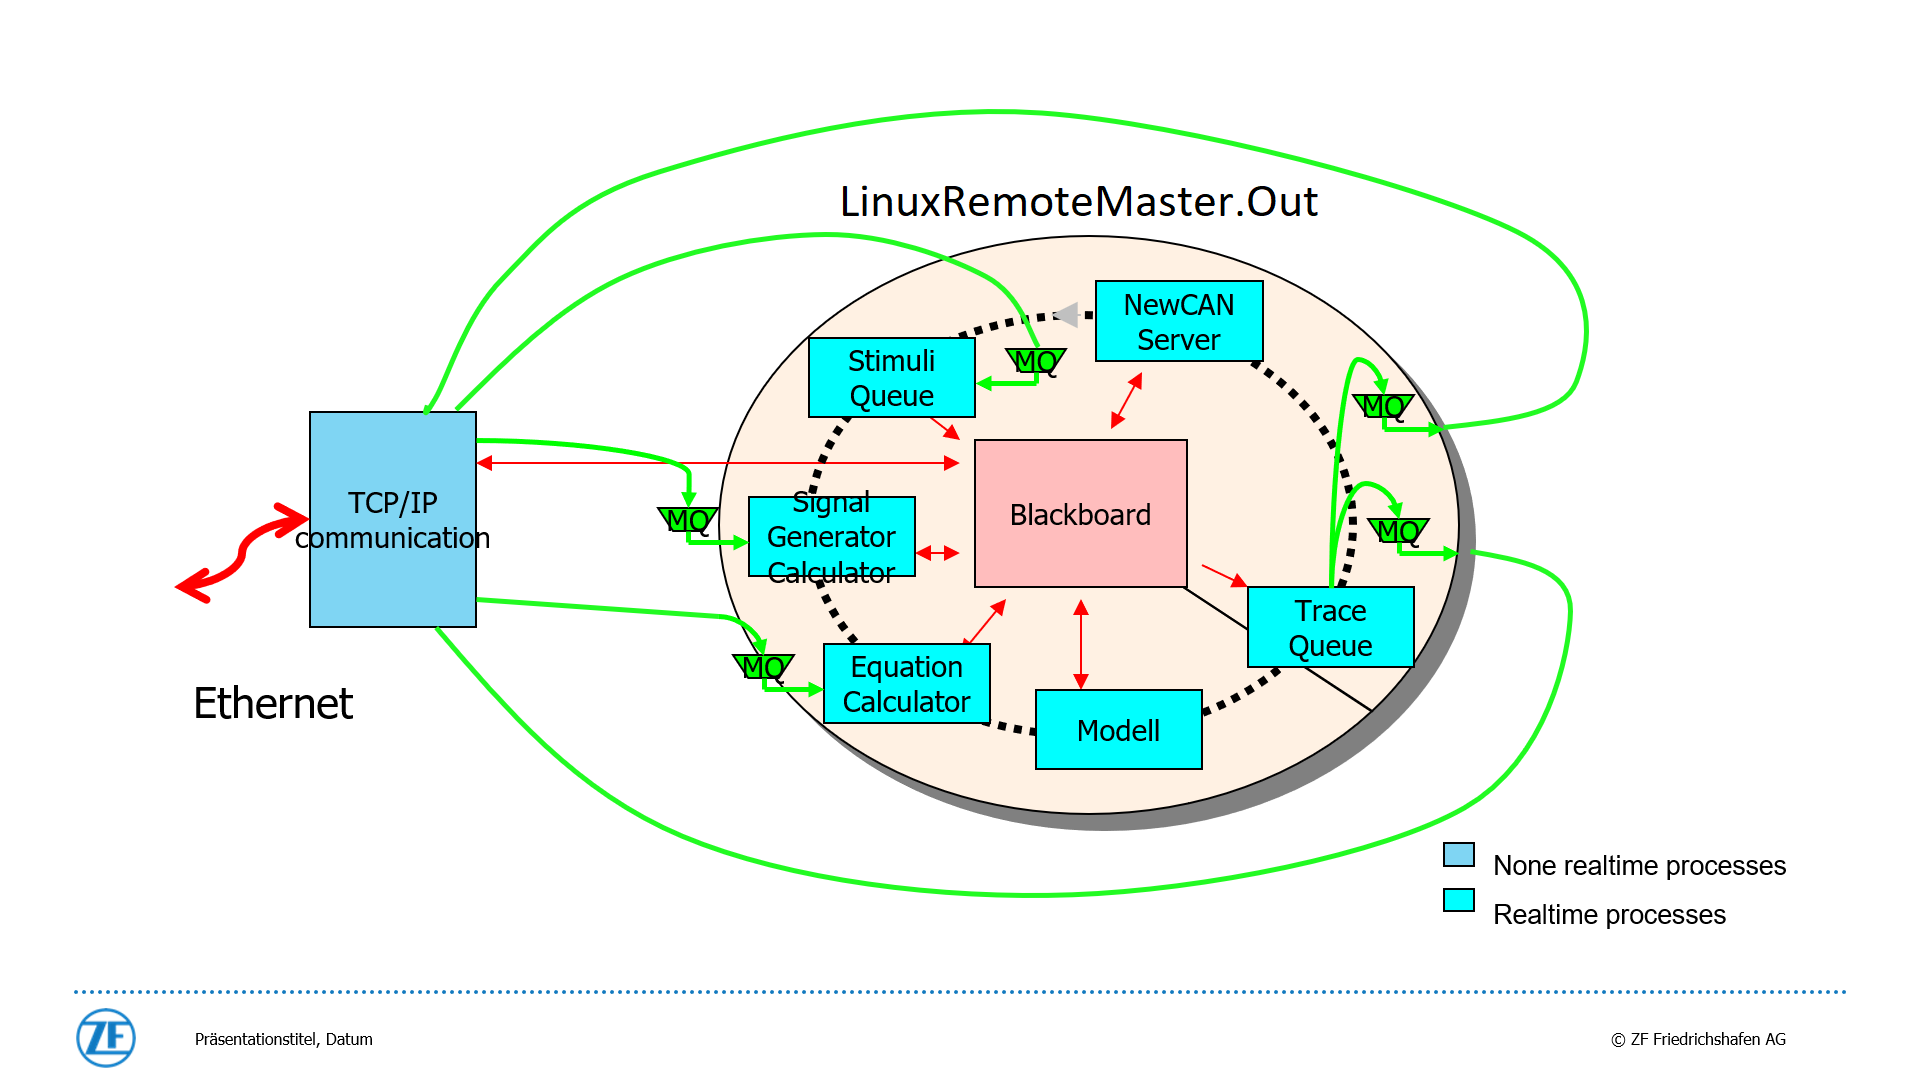 LinuxRemoteMaster.Out
NewCAN
Server
Stimuli
Queue
MQ
MQ
Blackboard
TCP/IP
communication
Signal
Generator
Calculator
MQ
MQ
Trace
Queue
Equation
Calculator
MQ
Modell
Ethernet
None realtime processes
Realtime processes
ZF
Präsentationstitel, Datum
© ZF Friedrichshafen AG